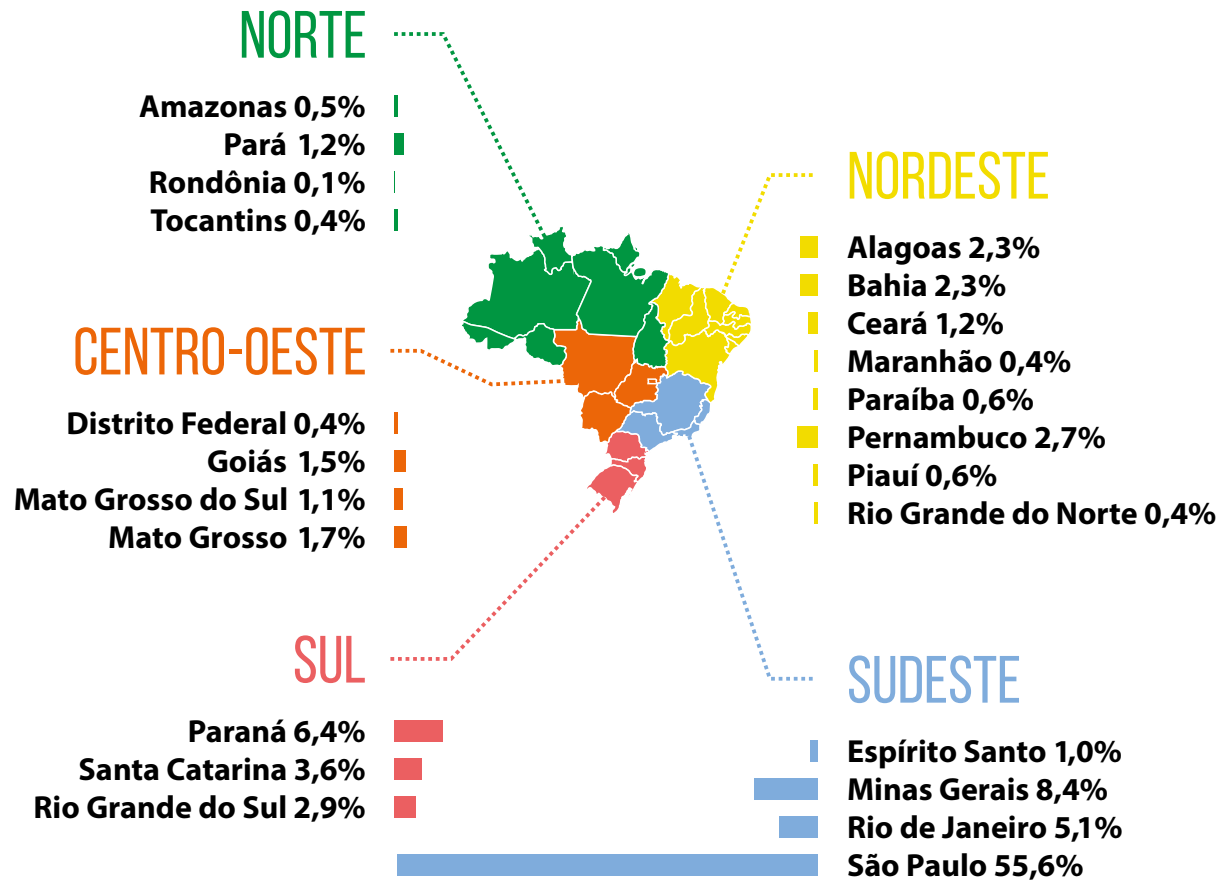 NORTE
Amazonas 0,5%
Pará 1,2%
Rondônia 0,1%
Tocantins 0,4%
CENTRO-OESTE
Distrito Federal 0,4%
Goiás 1,5%
Mato Grosso do Sul 1,1%
Mato Grosso 1,7%
SUL
Paraná 6,4%
Santa Catarina 3,6%
Rio Grande do Sul 2,9%
NORDESTE
Alagoas 2,3%
Bahia 2,3%
Ceará 1,2%
Maranhão 0,4%
Paraíba 0,6%
Pernambuco 2,7%
Piauí 0,6%
Rio Grande do Norte 0,4%
SUDESTE
Espírito Santo 1,0%
Minas Gerais 8,4%
Rio de Janeiro 5,1%
São Paulo 55,6%